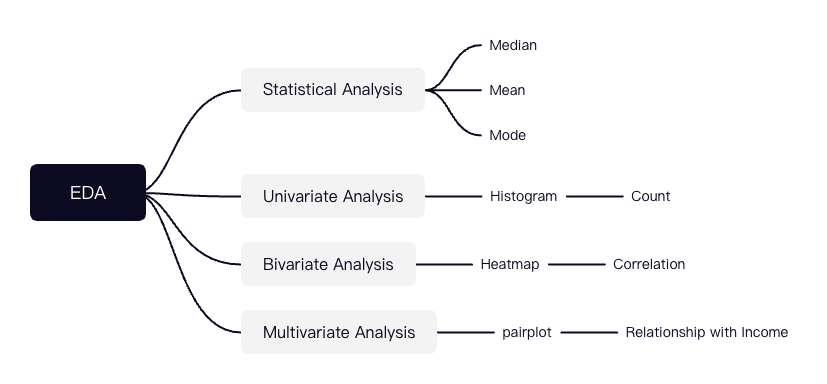 EDA
Statistical Analysis
Median
Mean
Mode
Univariate Analysis
Histogram
Count
Bivariate Analysis
Heatmap
Correlation
Multivariate Analysis
pairplot
Relationship with Income